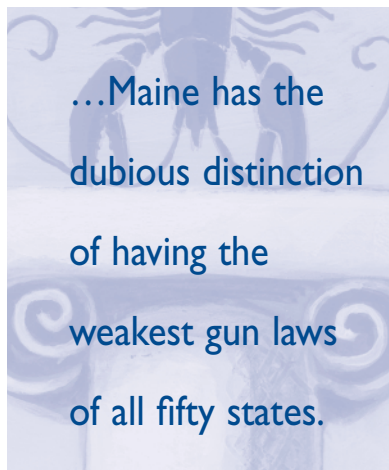 …Maine has the
dubious distinction
of having the
weakest gun laws
of all fifty states.